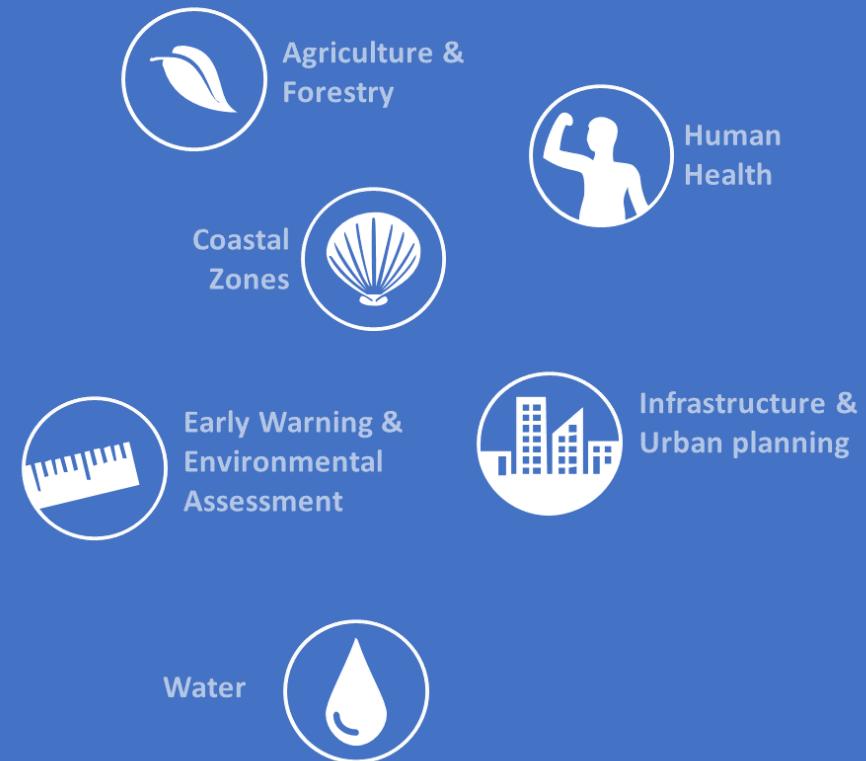 Agriculture &
Forestry
Human
Health
Coastal
Zones
Infrastructure &
Urban planning
Early Warning &
Environmental
Assessment
Water